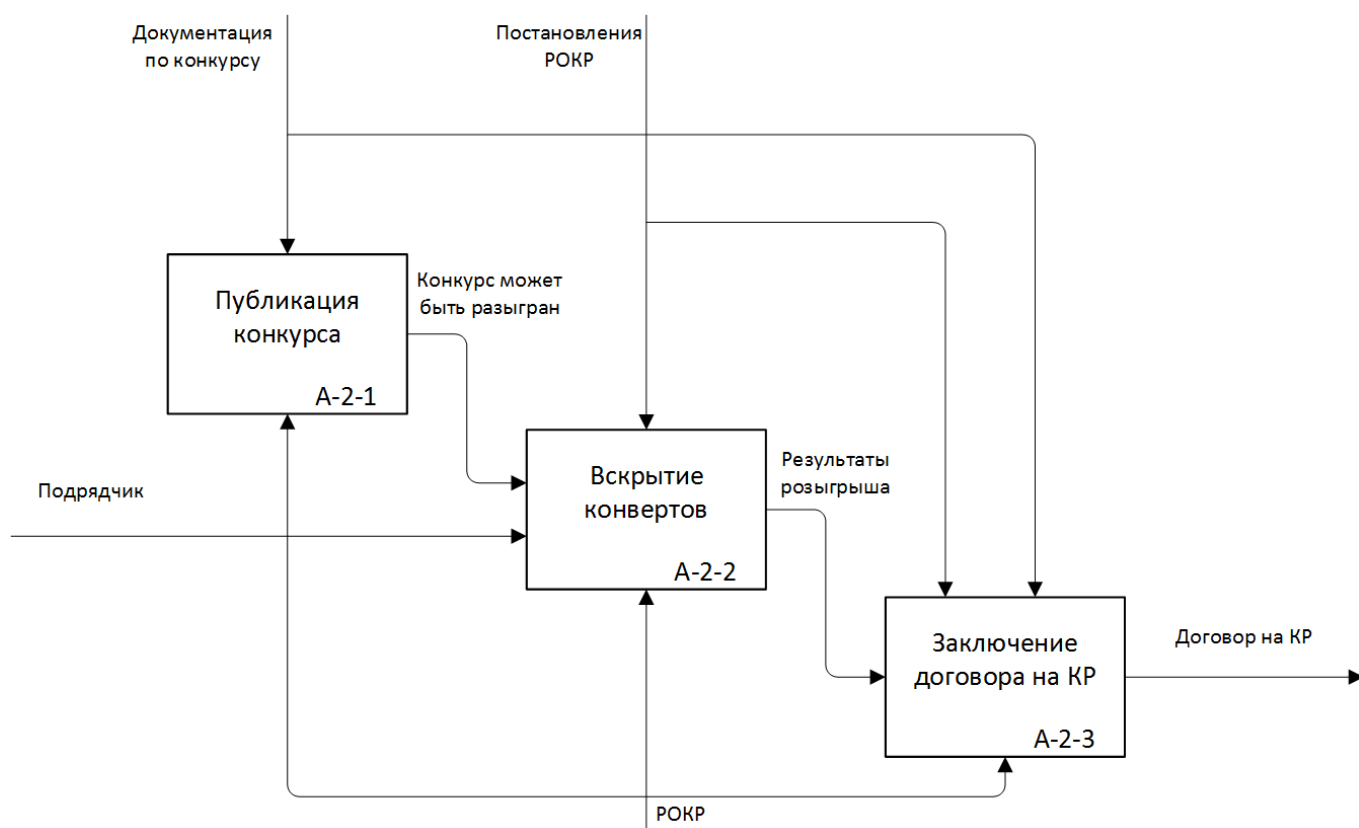 Документация
по конкурсу
Постановления
РОКР
Публикация
конкурса
А-2-1
Конкурс может
быть разыгран
Подрядчик
Вскрытие
конвертов
А-2-2
Результаты
розыгрыша
Заключение
договора на КР
А-2-3
Договор на КР
РОКР